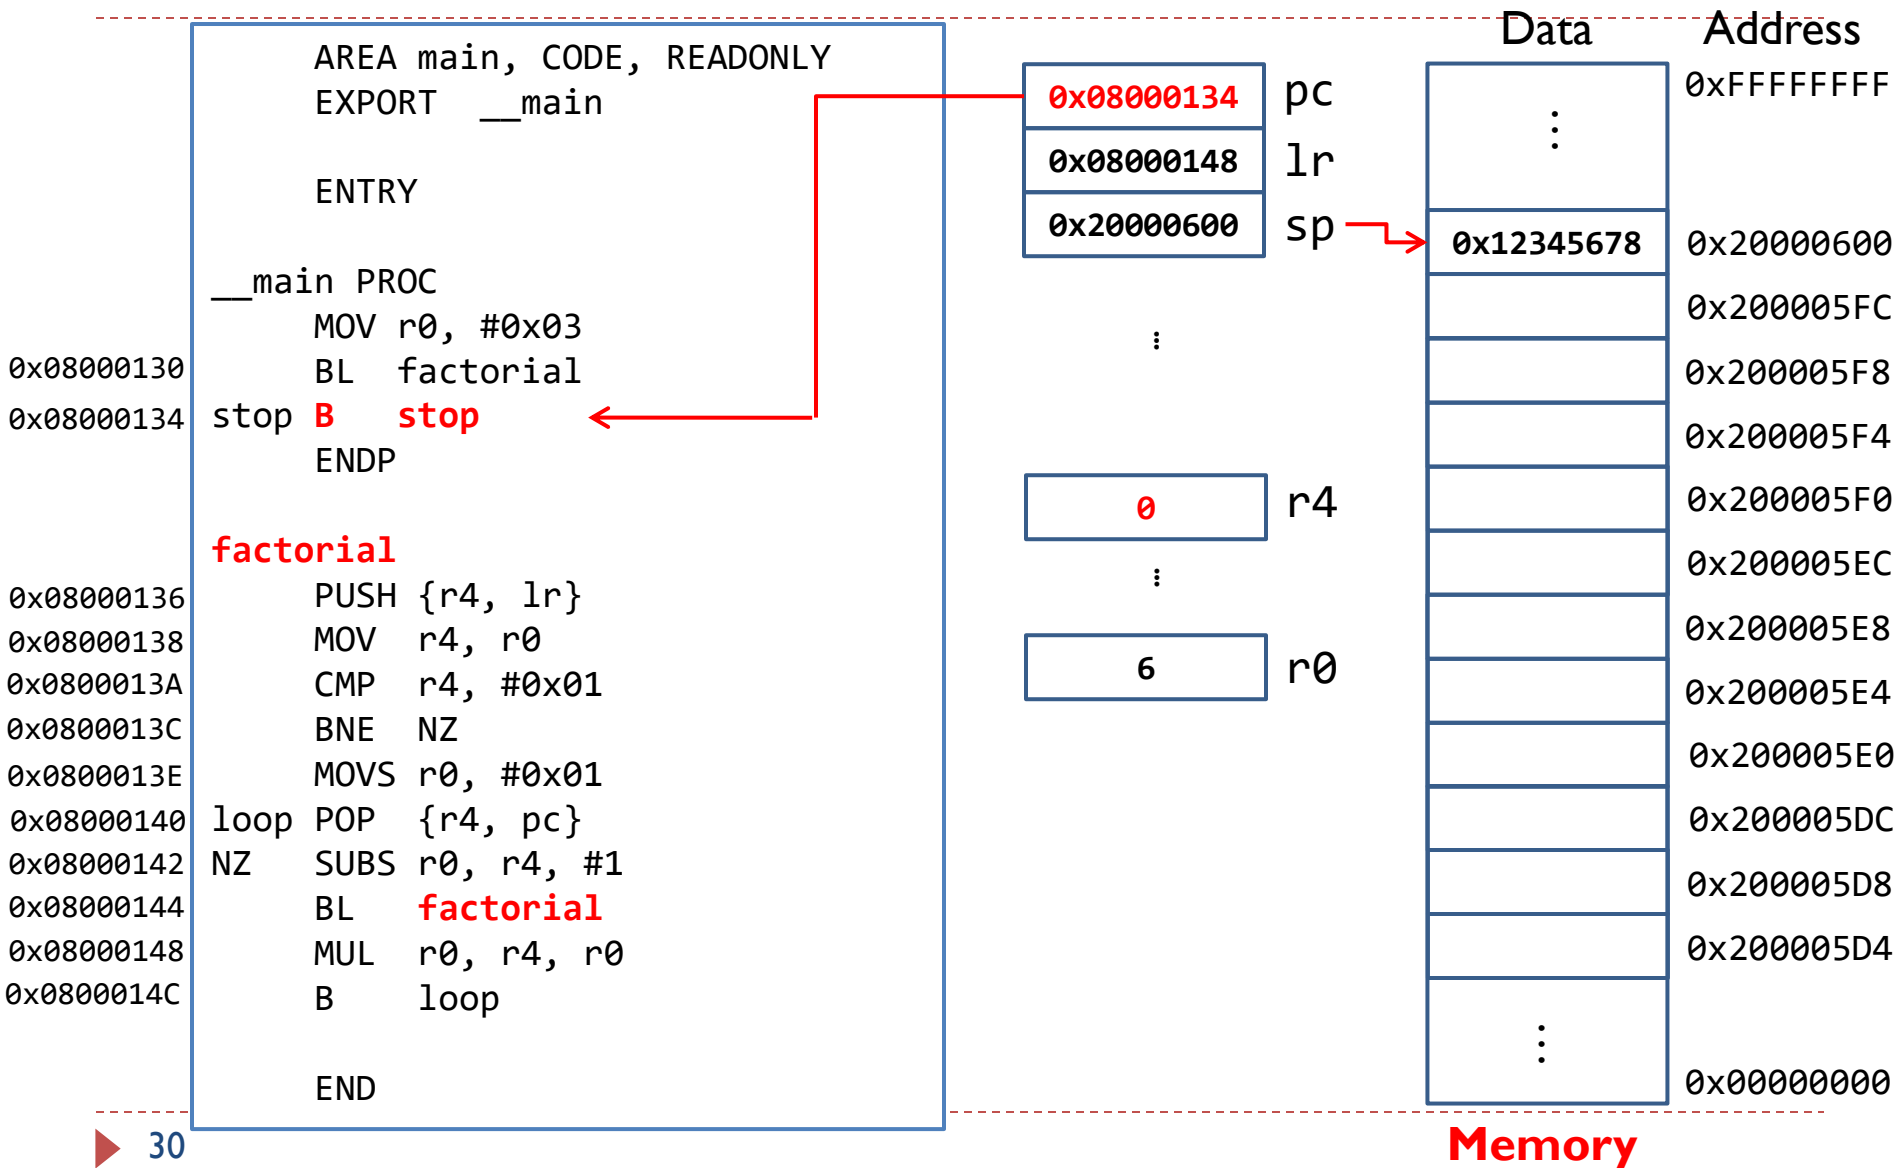 Data Address
AREA main, CODE, READONLY
EXPORT __main
ENTRY
__main PROC
MOV r0, #0x03
0x08000130 BL factorial
0x08000134 stop B stop
ENDP
factorial
0x08000136 PUSH {r4, lr}
0x08000138 MOV r4, r0
0x0800013A CMP r4, #0x01
0x0800013C BNE NZ
0x0800013E MOVS r0, #0x01
0x08000140 loop POP {r4, pc}
0x08000142 NZ SUBS r0, r4, #1
0x08000144 BL factorial
0x08000148 MUL r0, r4, r0
0x0800014C B loop
END
0x08000134 pc
0x08000148 lr
0x20000600 sp
⋮
0 r4
⋮
6 r0
0xFFFFFFFF
⋮
0x12345678 0x20000600
0x200005FC
0x200005F8
0x200005F4
0x200005F0
0x200005EC
0x200005E8
0x200005E4
0x200005E0
0x200005DC
0x200005D8
0x200005D4
⋮
0x00000000
Memory
30